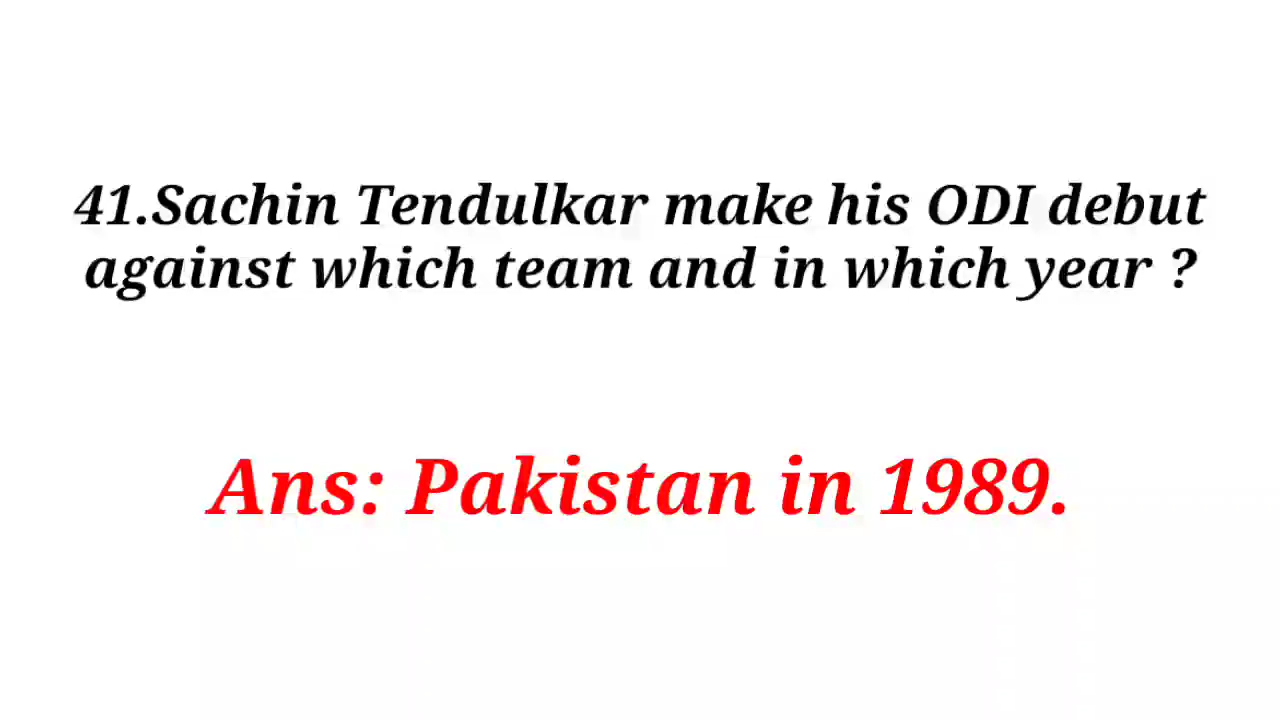 41.Sachin Tendulkar make his ODI debut
against which team and in which year ?
Ans: Pakistan in 1989.